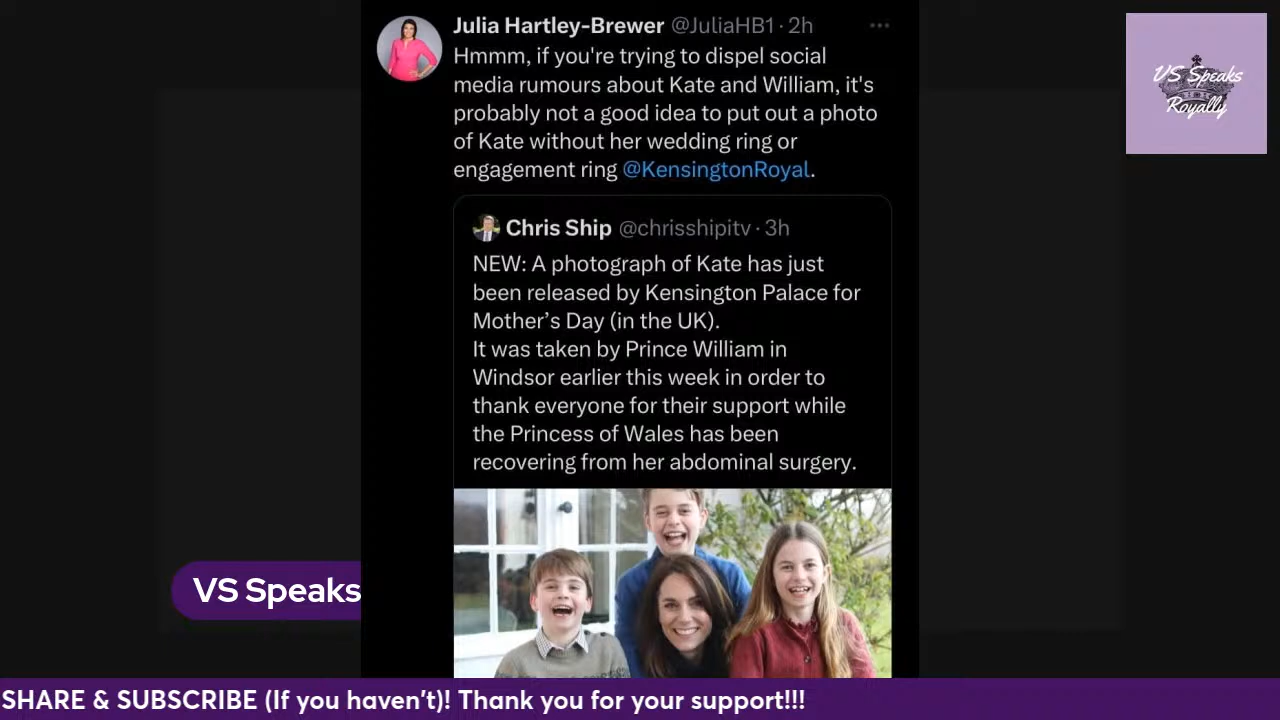 Julia Hartley-Brewer @JuliaHB1 · 2h
Hmmm, if you're trying to dispel social
media rumours about Kate and William, it's
probably not a good idea to put out a photo
of Kate without her wedding ring or
engagement ring @KensingtonRoyal.
Chris Ship @chrisshipitv · 3h
NEW: A photograph of Kate has just
been released by Kensington Palace for
Mother’s Day (in the UK).
It was taken by Prince William in
Windsor earlier this week in order to
thank everyone for their support while
the Princess of Wales has been
recovering from her abdominal surgery.
VS Speaks
Royally
VS Speaks
SHARE & SUBSCRIBE (If you haven't)! Thank you for your support!!!